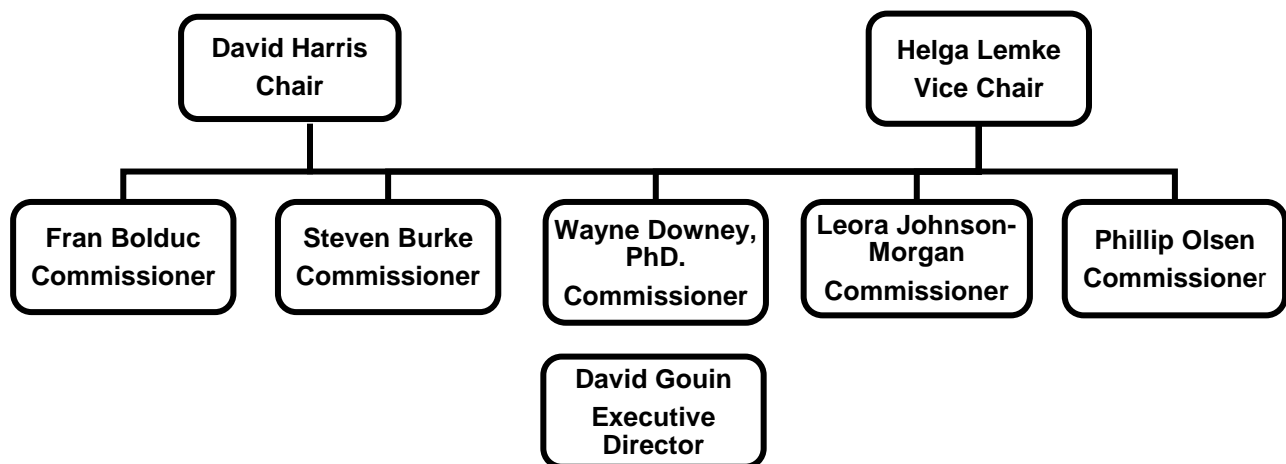 David Harris
Chair
Helga Lemke
Vice Chair
Fran Bolduc
Commissioner
Steven Burke
Commissioner
Wayne Downey,
PhD.
Commissioner
Leora Johnson-
Morgan
Commissioner
Phillip Olsen
Commissioner
David Gouin
Executive
Director